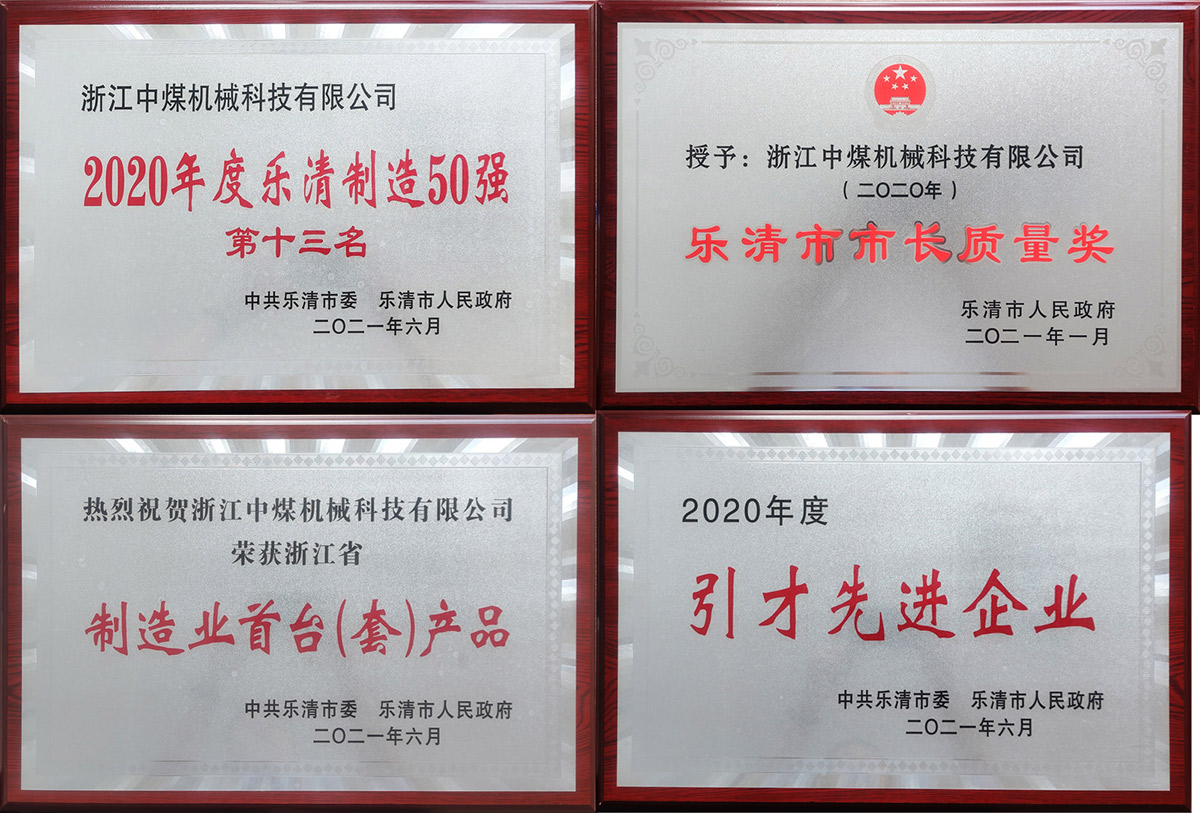 浙江中煤机械科技有限公司
2020年度乐清制造50强
第十三名
中共乐清市委 乐清市人民政府
二〇二一年六月
授予：浙江中煤机械科技有限公司
（二〇二〇年）
乐清市市长质量奖
乐清市人民政府
二〇二一年一月
热烈祝贺浙江中煤机械科技有限公司
荣获浙江省
制造业首台(套)产品
中共乐清市委 乐清市人民政府
二〇二一年六月
2020年度
引才先进企业
中共乐清市委 乐清市人民政府
二〇二一年六月